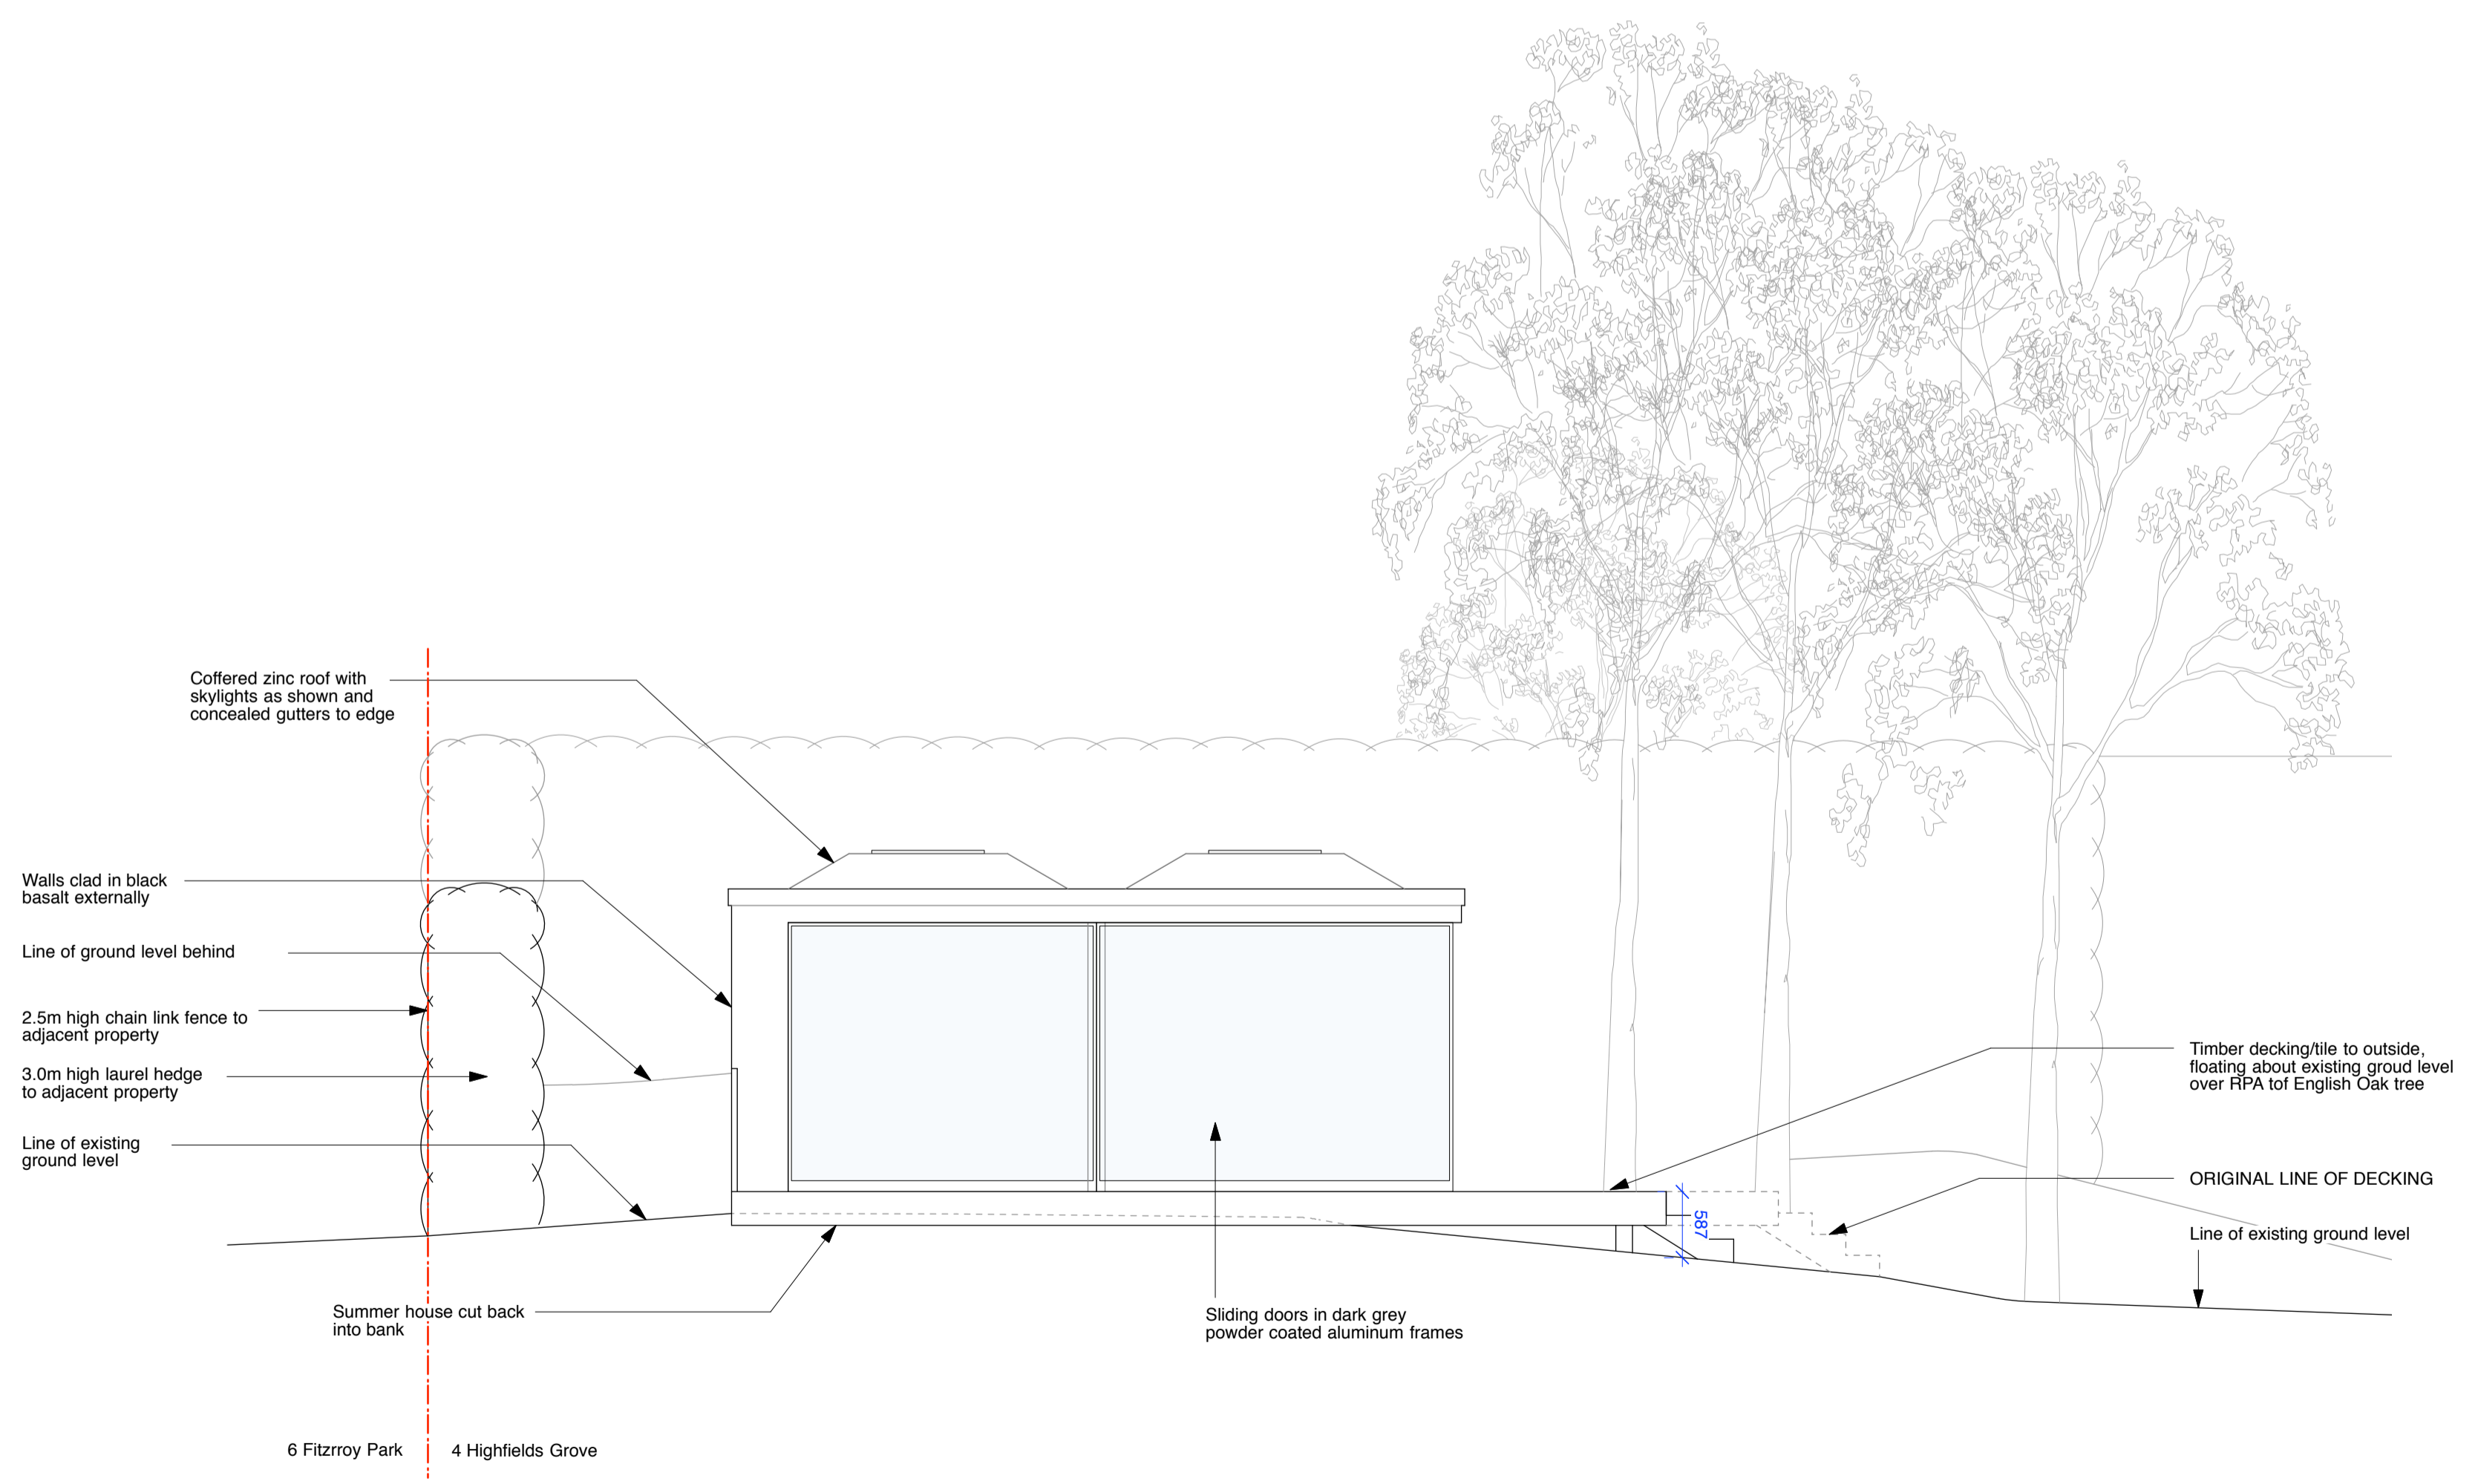 Coffered zinc roof with
skylights as shown and
concealed gutters to edge
Walls clad in black
basalt externally
Line of ground level behind
2.5m high chain link fence to
adjacent property
3.0m high laurel hedge
to adjacent property
Line of existing
ground level
Summer house cut back
into bank
Sliding doors in dark grey
powder coated aluminum frames
587
Timber decking/tile to outside,
floating about existing groud level
over RPA tof English Oak tree
ORIGINAL LINE OF DECKING
Line of existing ground level
6 Fitzrroy Park
4 Highfields Grove